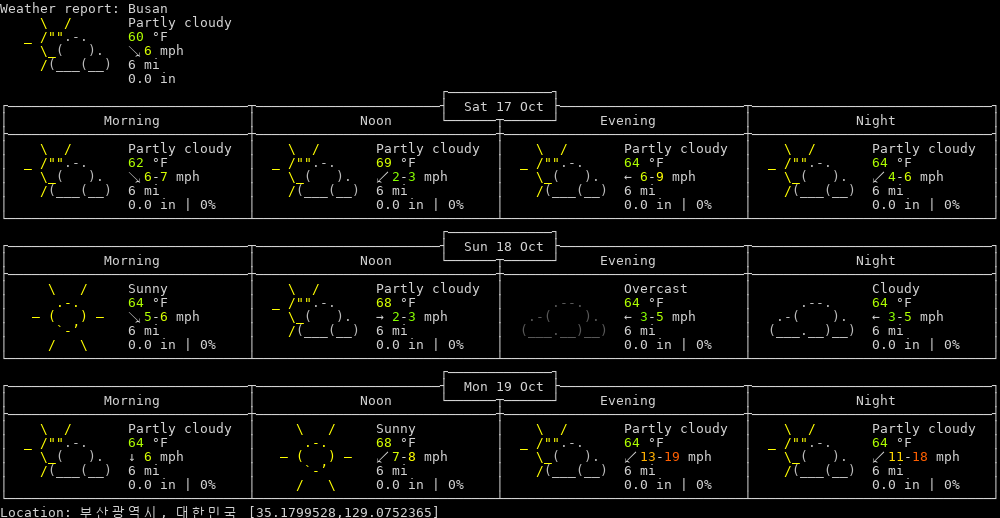 Weather report: Busan
Partly cloudy
60 °F
↘ 6 mph
6 mi
0.0 in
Sat 17 Oct
Morning Noon Evening Night
Partly cloudy Partly cloudy Partly cloudy Partly cloudy
62 °F 69 °F 64 °F 64 °F
↘ 6-7 mph ↙ 2-3 mph ← 6-9 mph ↙ 4-6 mph
6 mi 6 mi 6 mi 6 mi
0.0 in | 0% 0.0 in | 0% 0.0 in | 0% 0.0 in | 0%
Sun 18 Oct
Morning Noon Evening Night
Sunny Partly cloudy Overcast Cloudy
64 °F 68 °F 64 °F 64 °F
↘ 5-6 mph → 2-3 mph ← 3-5 mph ← 3-5 mph
6 mi 6 mi 6 mi 6 mi
0.0 in | 0% 0.0 in | 0% 0.0 in | 0% 0.0 in | 0%
Mon 19 Oct
Morning Noon Evening Night
Partly cloudy Sunny Partly cloudy Partly cloudy
64 °F 68 °F 64 °F 64 °F
↓ 6 mph ↙ 7-8 mph ↙ 13-19 mph ↙ 11-18 mph
6 mi 6 mi 6 mi 6 mi
0.0 in | 0% 0.0 in | 0% 0.0 in | 0% 0.0 in | 0%
Location: 부산광역시, 대한민국 [35.1799528,129.0752365]